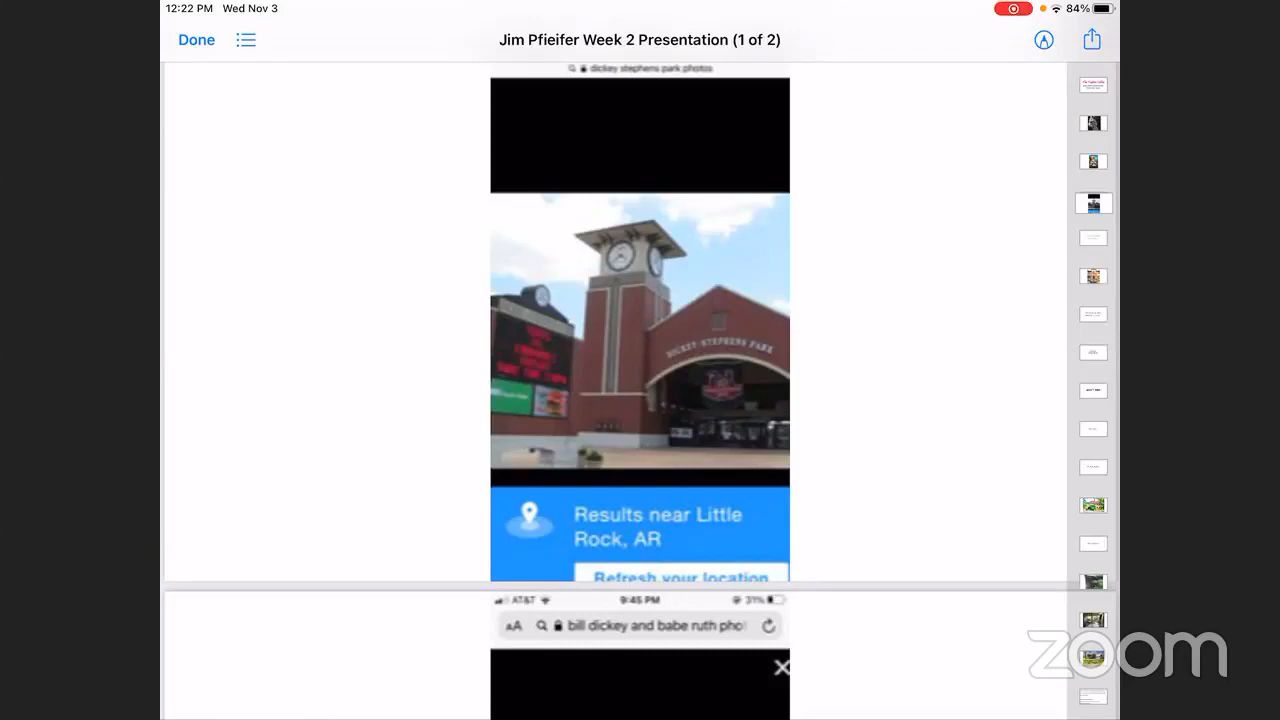 12:22 PM Wed Nov 3
84%
Done
Jim Pfieifer Week 2 Presentation (1 of 2)
dickey stephens park photos
DICKEY-STEPHENS PARK
Results near Little
Rock, AR
Refresh your location
AT&T
9:45 PM
31%
AA
bill dickey and babe ruth pho
zoom